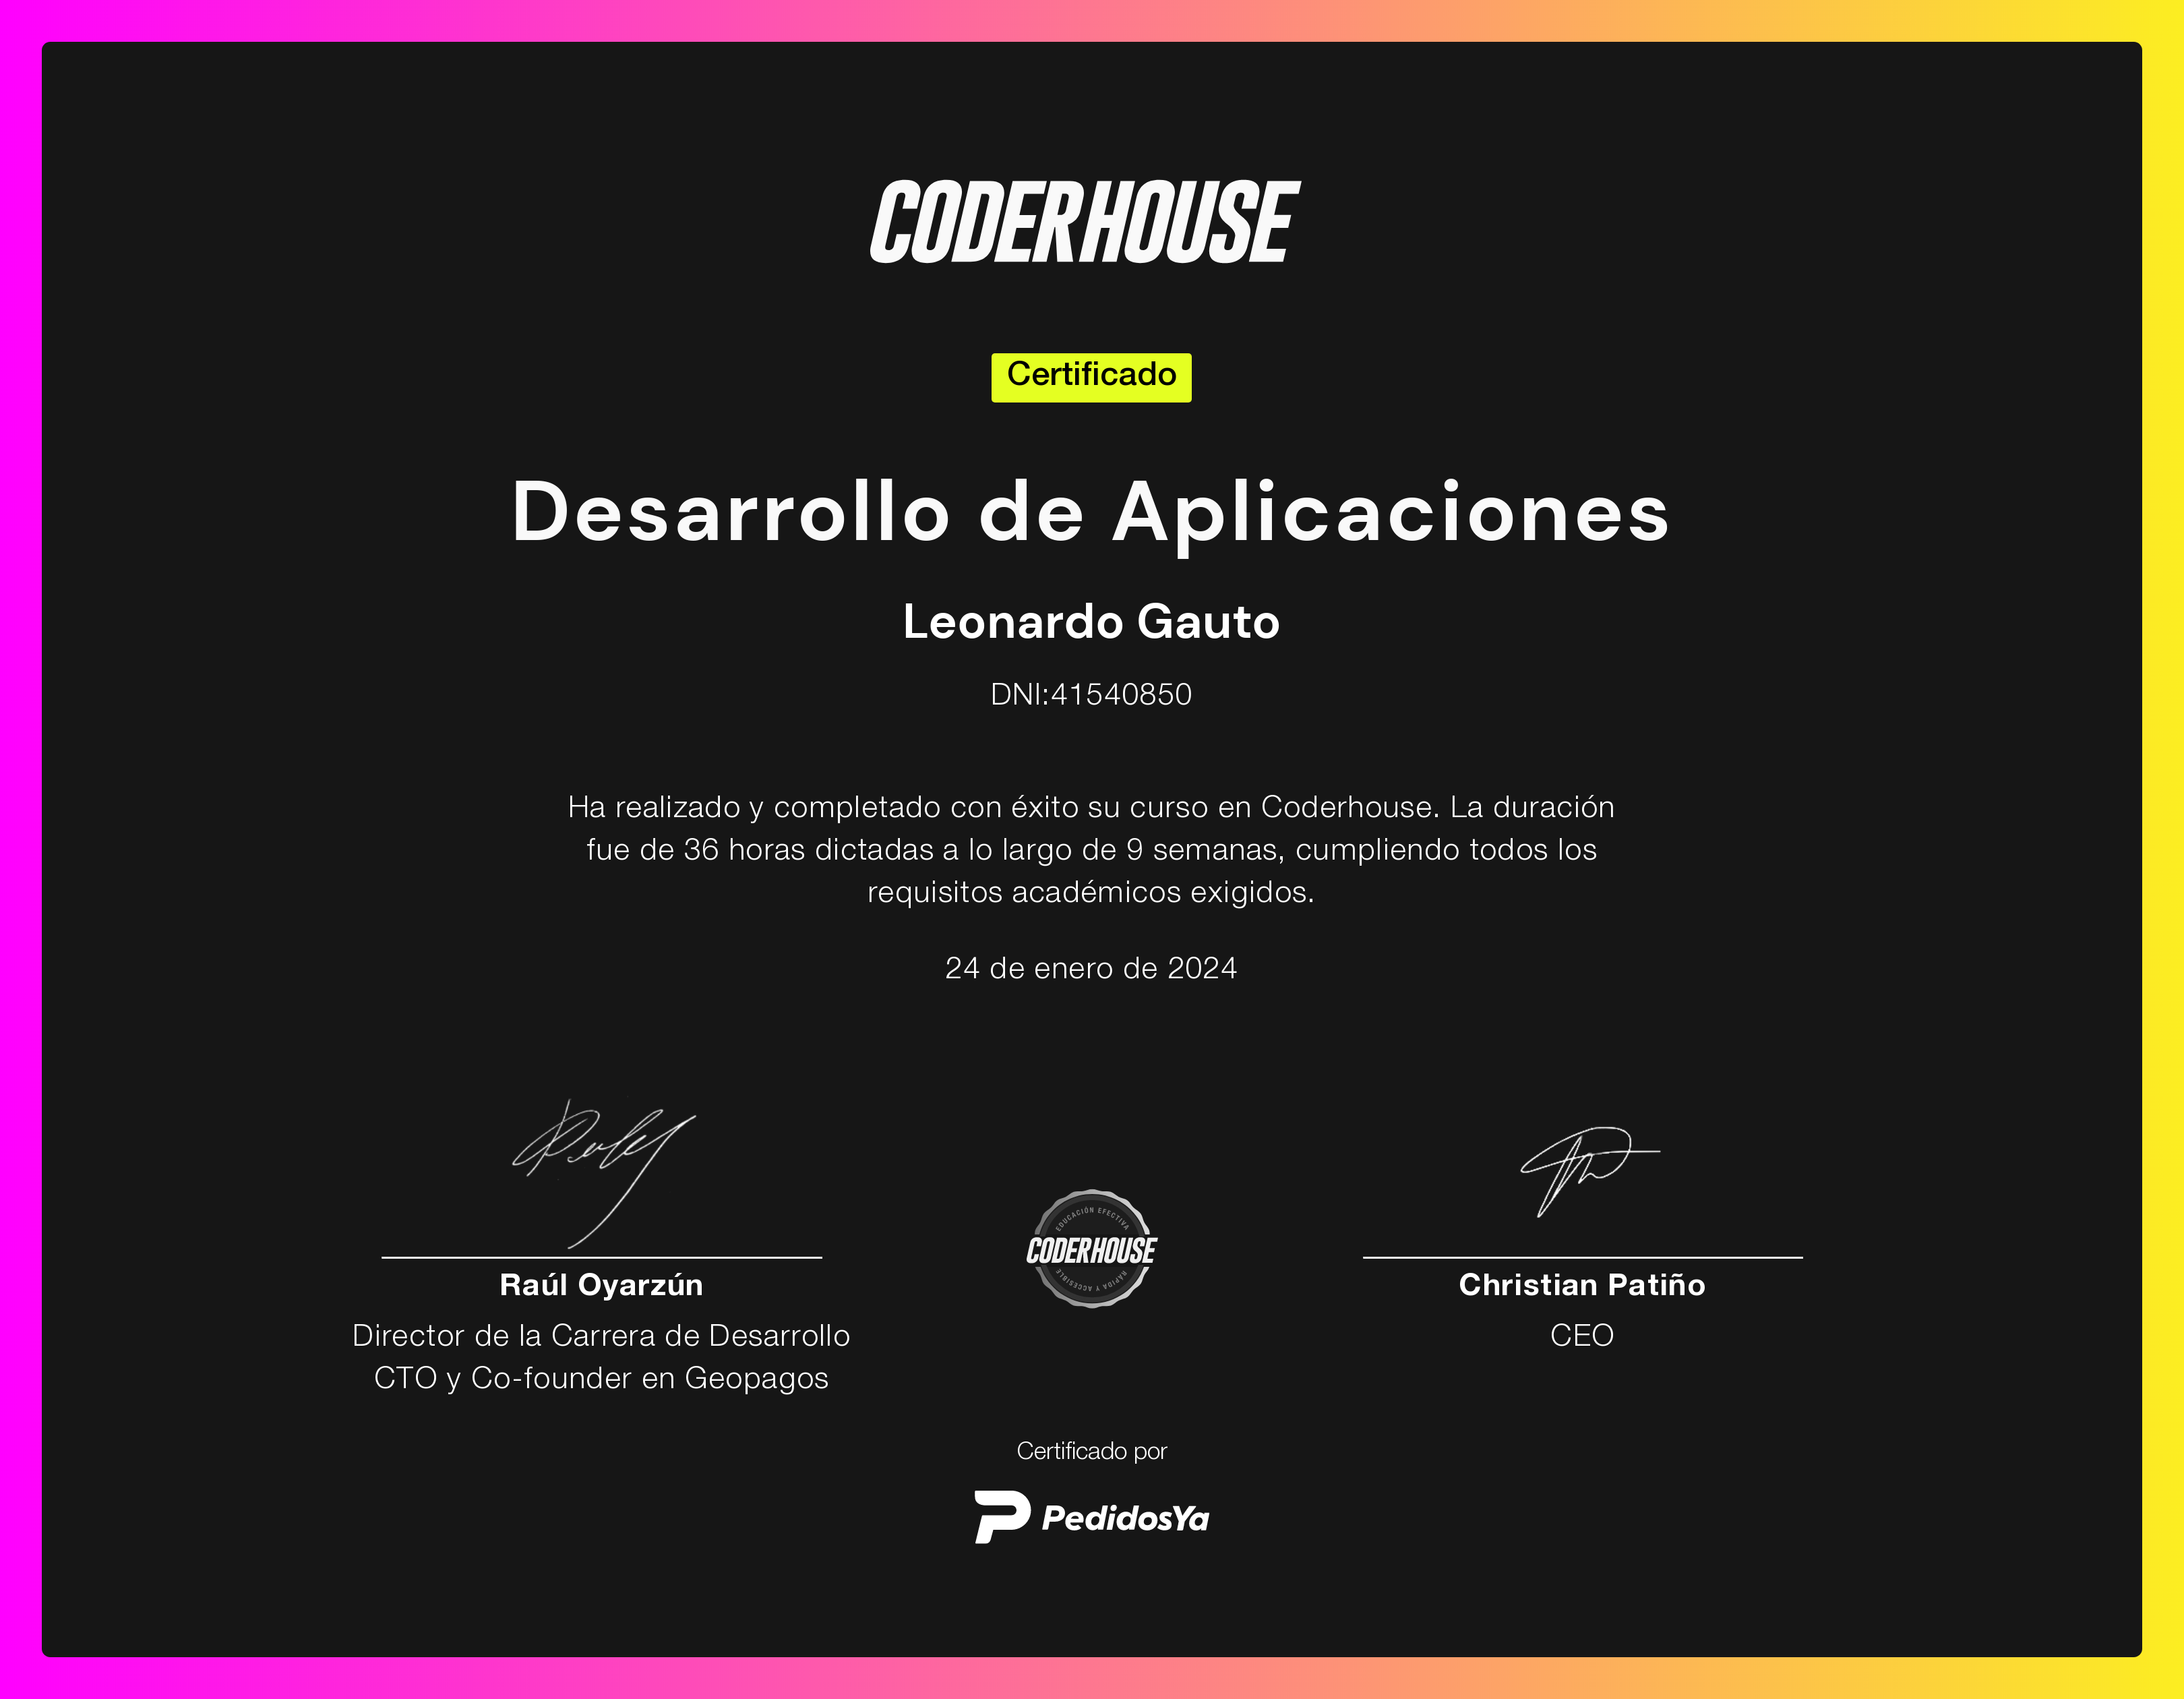 CODERHOUSE
Certificado
Desarrollo de Aplicaciones
Leonardo Gauto
DNI:41540850
Ha realizado y completado con éxito su curso en Coderhouse. La duración
fue de 36 horas dictadas a lo largo de 9 semanas, cumpliendo todos los
requisitos académicos exigidos.
24 de enero de 2024
EDUCACIÓN EFECTIVA
CODERHOUSE
RÁPIDA Y ACCESIBLE
Raúl Oyarzún
Director de la Carrera de Desarrollo
CTO y Co-founder en Geopagos
Christian Patiño
CEO
Certificado por
PedidosYa